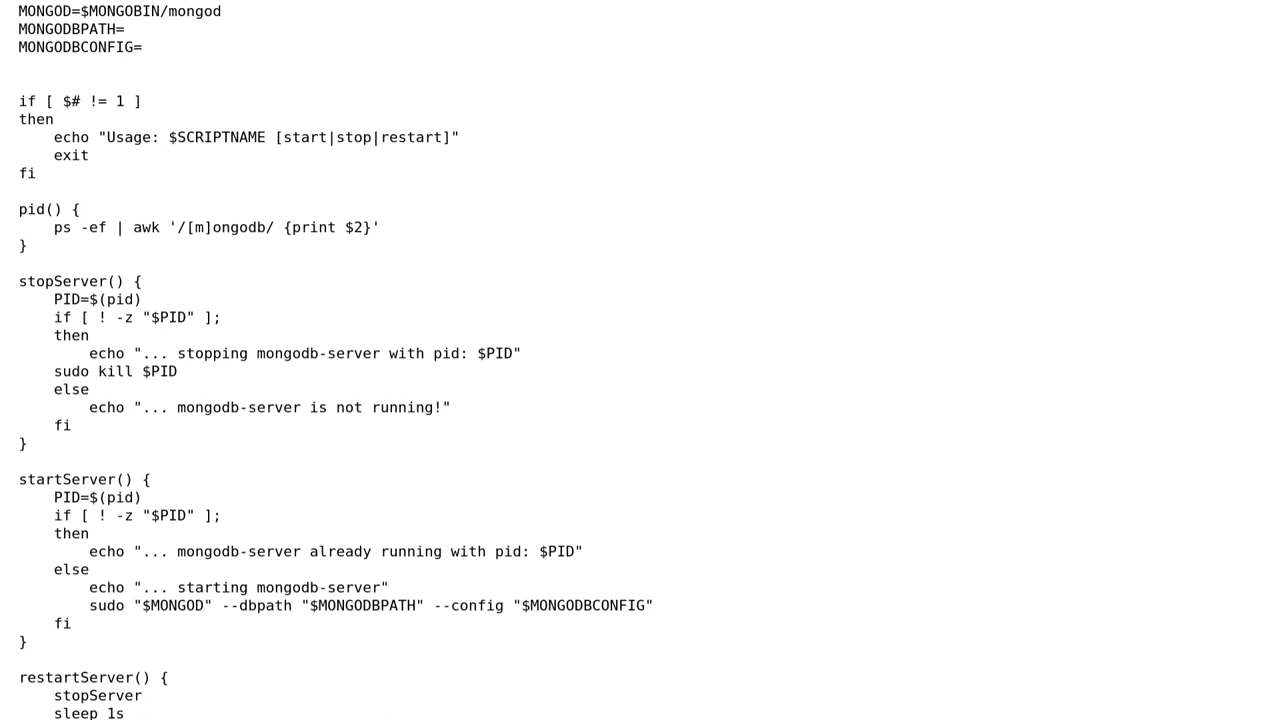 MONGOD=$MONGOBIN/mongod
MONGODBPATH=
MONGODBCONFIG=
if [ $# != 1 ]
then
    echo "Usage: $SCRIPTNAME [start|stop|restart]"
    exit
fi
pid() {
    ps -ef | awk '/[m]ongodb/ {print $2}'
}
stopServer() {
    PID=$(pid)
    if [ ! -z "$PID" ];
    then
        echo "... stopping mongodb-server with pid: $PID"
    sudo kill $PID
    else
        echo "... mongodb-server is not running!"
    fi
}
startServer() {
    PID=$(pid)
    if [ ! -z "$PID" ];
    then
        echo "... mongodb-server already running with pid: $PID"
    else
        echo "... starting mongodb-server"
        sudo "$MONGOD" --dbpath "$MONGODBPATH" --config "$MONGODBCONFIG"
    fi
}
restartServer() {
    stopServer
    sleep 1s